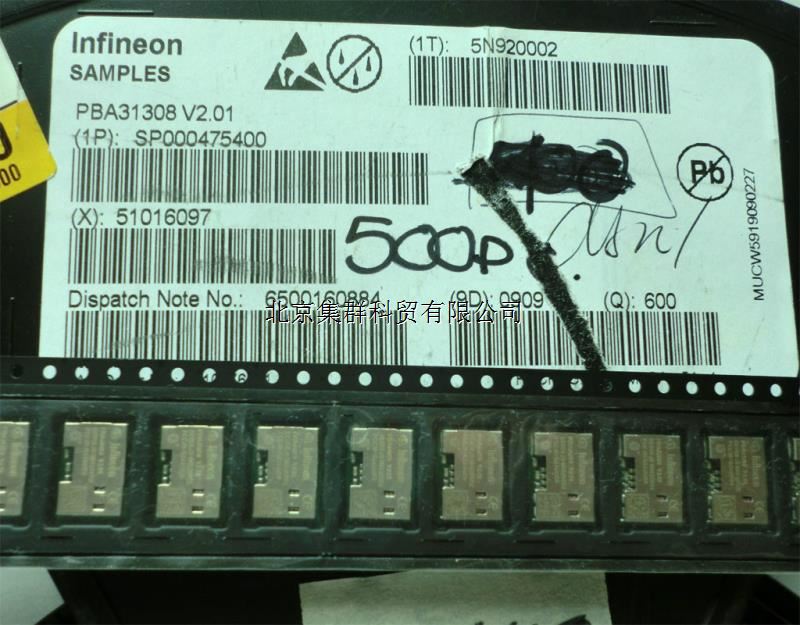 Infineon
SAMPLES
(1T): 5N920002
PBA31308 V2.01
(1P): SP000475400
Pb
(X): 51016097
500p
MUCW5919090227
Dispatch Note No.: 6500160884
(9D): 0909
(Q): 600
北京集群科贸有限公司
00